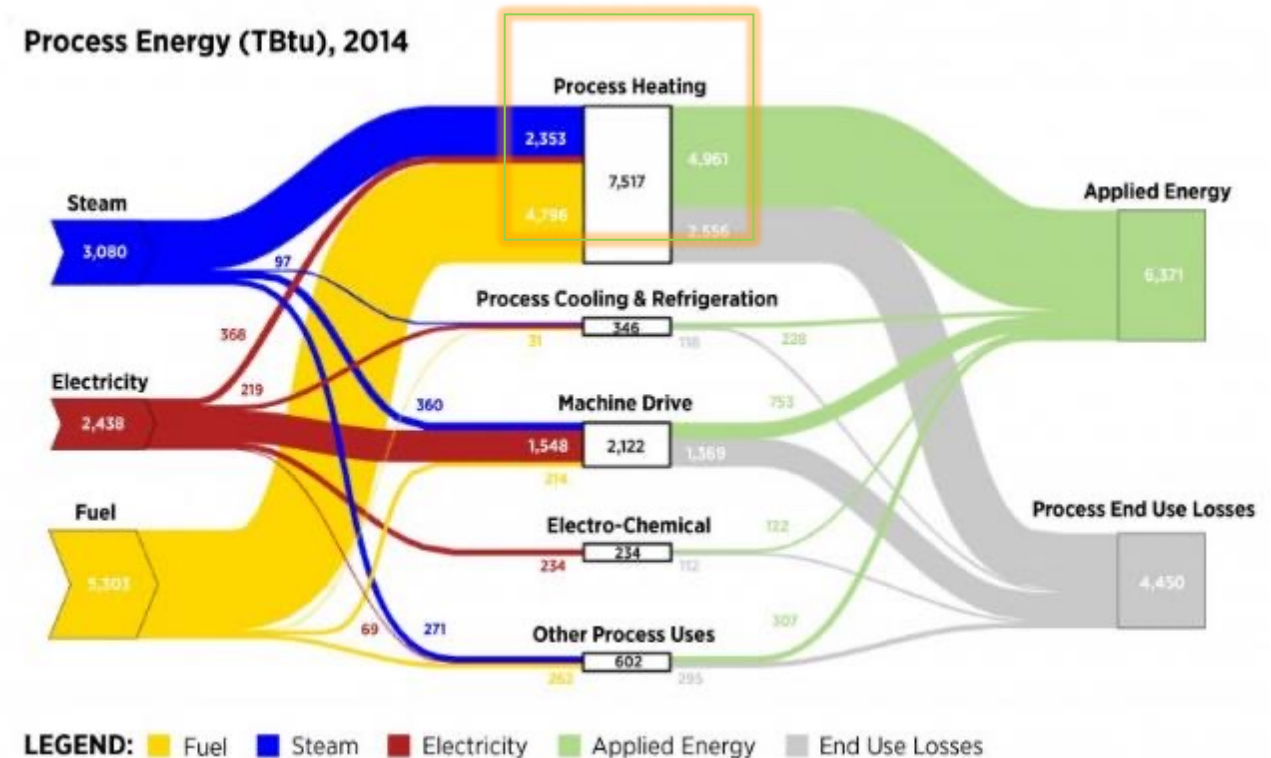 Process Energy (TBtu), 2014
Process Heating
2,353
4,961
7,517
4,796
2,556
Steam
3,080
97
Applied Energy
6,371
Process Cooling & Refrigeration
346
31
118
228
368
Electricity
219
2,438
360
Machine Drive
753
1,548
2,122
1,369
214
Fuel
5,303
Electro-Chemical
234
234
122
112
Process End Use Losses
4,450
69
271
Other Process Uses
602
262
307
295
LEGEND: Fuel Steam Electricity Applied Energy End Use Losses